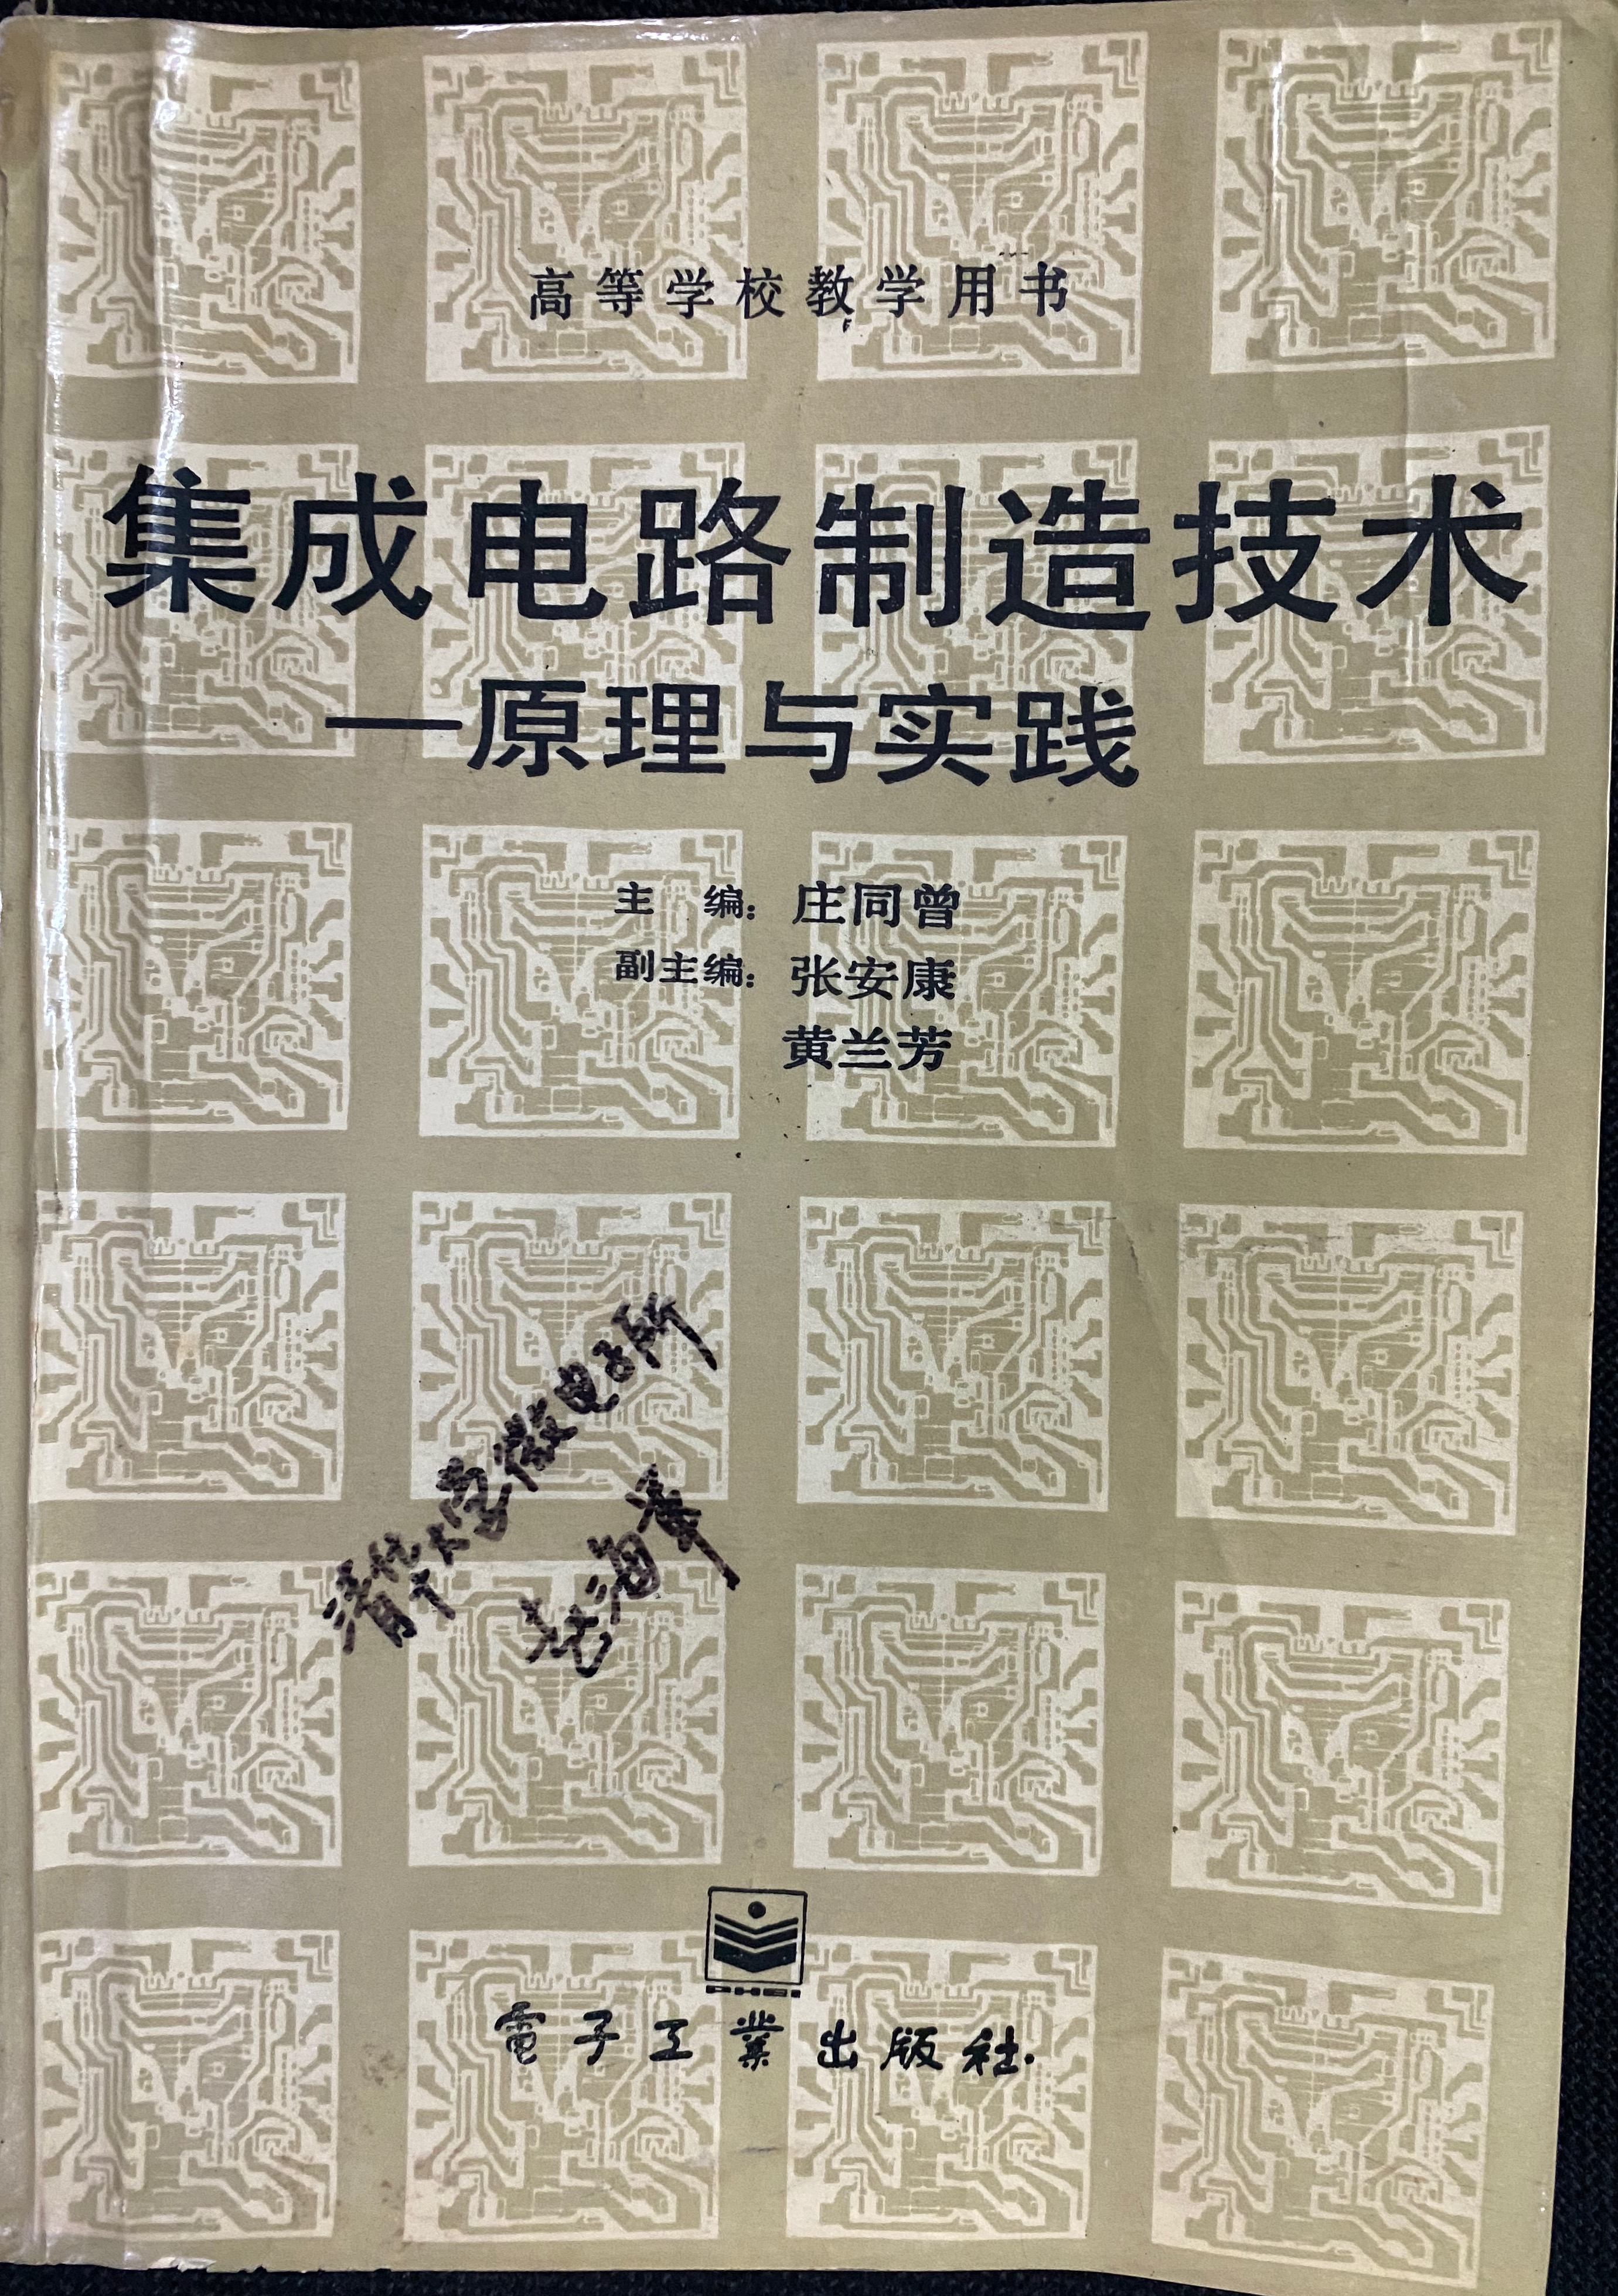 高等学校教学用书
集成电路制造技术
—原理与实践
主 编：庄同曾
副主编：张安康
黄兰芳
清华大学微电子所
PHEI
電子工業出版社